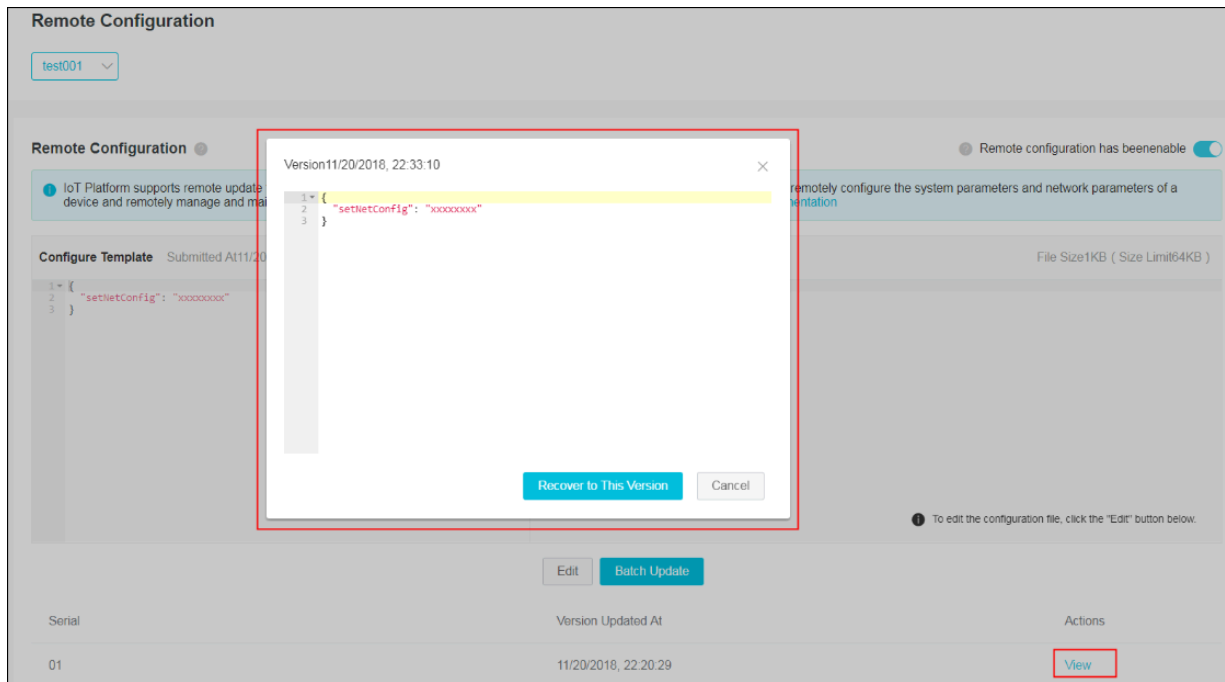 Remote Configuration
test001
Remote Configuration
Remote configuration has beenenable
IoT Platform supports remote update
remotely configure the system parameters and network parameters of a
device and remotely manage and mai
mentation
Configure Template Submitted At11/20
File Size1KB ( Size Limit64KB )
1 {
2 "setNetConfig": "xxxxxxxx"
3 }
Version11/20/2018, 22:33:10
1 {
2 "setNetConfig": "xxxxxxxx"
3 }
Recover to This Version Cancel
To edit the configuration file, click the "Edit" button below.
Edit Batch Update
Serial Version Updated At Actions
01 11/20/2018, 22:20:29 View